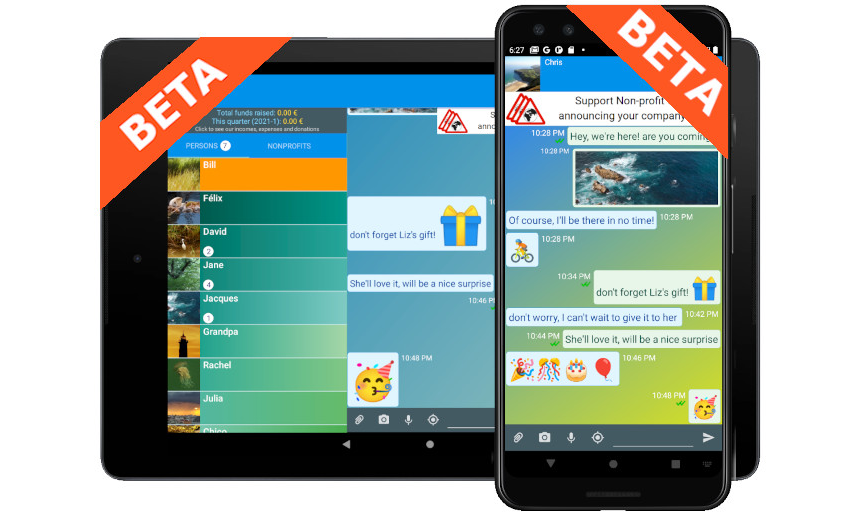 BETA
Total funds raised: 0.00 €
This quarter (2021-1): 0.00 €
Click to see our incomes, expenses and donations
PERSONS 7 NONPROFITS
Bill
Félix
David
2
Jane
4
Jacques
1
Grandpa
Rachel
Julia
Chico
don't forget Liz's gift!
She'll love it, will be a nice surprise
10:46
10:48 PM
BETA
6:27
Chris
Support Non-profit
announcing your company
10:28 PM
Hey, we're here! are you coming
10:28 PM
Of course, I'll be there in no time! 10:28 PM
10:28 PM
10:34 PM
don't forget Liz's gift!
don't worry, I can't wait to give it to her 10:42 PM
10:44 PM
She'll love it, will be a nice surprise
10:46 PM
10:48 PM